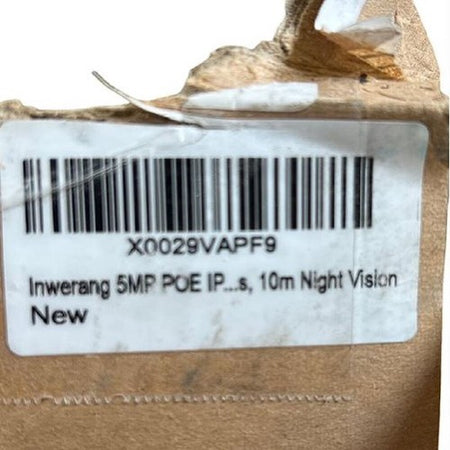 X0029VAPF9
Inwerang 5MP POE IP...s, 10m Night Vision
New